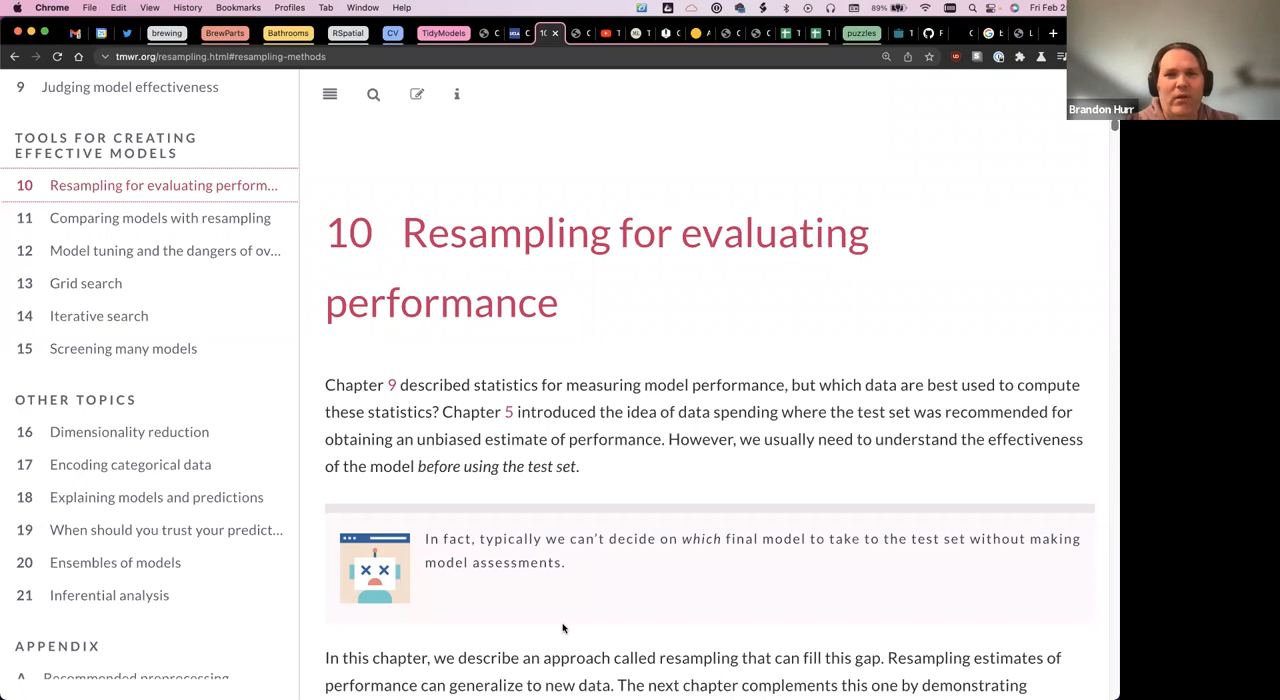 Chrome File Edit View History Bookmarks Profiles Tab Window Help 89% Fri Feb 2
brewing BrewParts Bathrooms RSpatial CV TidyModels puzzles
tmwr.org/resampling.html#resampling-methods
Brandon Hurr
9 Judging model effectiveness
TOOLS FOR CREATING
EFFECTIVE MODELS
10 Resampling for evaluating perform...
11 Comparing models with resampling
12 Model tuning and the dangers of ov...
13 Grid search
14 Iterative search
15 Screening many models
OTHER TOPICS
16 Dimensionality reduction
17 Encoding categorical data
18 Explaining models and predictions
19 When should you trust your predict...
20 Ensembles of models
21 Inferential analysis
APPENDIX
A Recommended preprocessing
10 Resampling for evaluating
performance
Chapter 9 described statistics for measuring model performance, but which data are best used to compute
these statistics? Chapter 5 introduced the idea of data spending where the test set was recommended for
obtaining an unbiased estimate of performance. However, we usually need to understand the effectiveness
of the model before using the test set.
In fact, typically we can't decide on which final model to take to the test set without making
model assessments.
In this chapter, we describe an approach called resampling that can fill this gap. Resampling estimates of
performance can generalize to new data. The next chapter complements this one by demonstrating